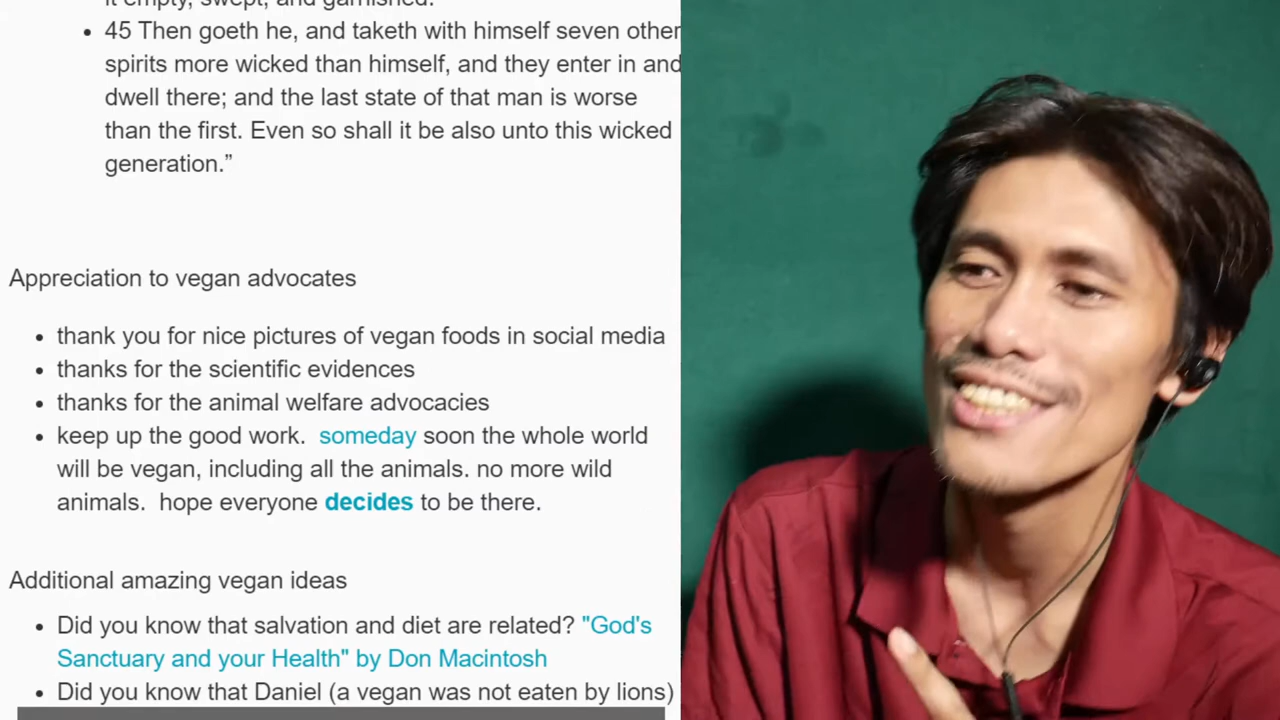 it empty, swept, and garnished.
45 Then goeth he, and taketh with himself seven other
spirits more wicked than himself, and they enter in and
dwell there; and the last state of that man is worse
than the first. Even so shall it be also unto this wicked
generation.”
Appreciation to vegan advocates
thank you for nice pictures of vegan foods in social media
thanks for the scientific evidences
thanks for the animal welfare advocacies
keep up the good work.  someday soon the whole world
will be vegan, including all the animals. no more wild
animals.  hope everyone decides to be there.
Additional amazing vegan ideas
Did you know that salvation and diet are related? "God's
Sanctuary and your Health" by Don Macintosh
Did you know that Daniel (a vegan was not eaten by lions)